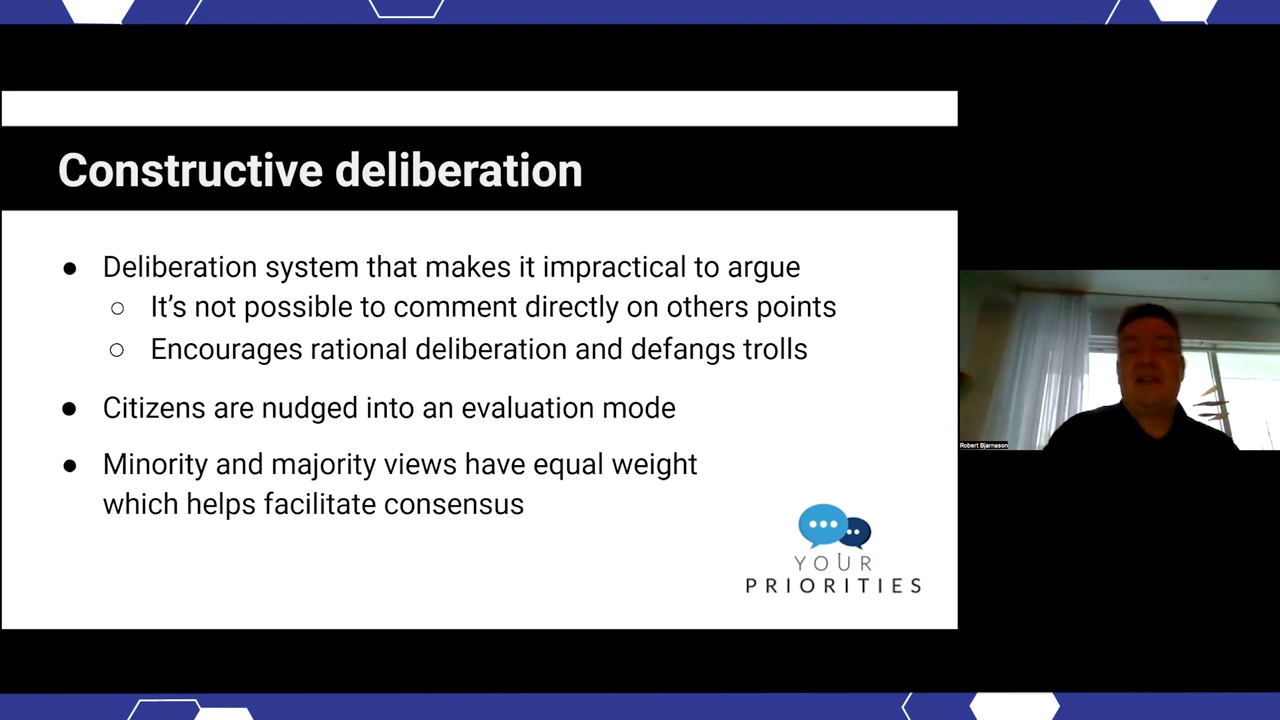 Constructive deliberation
● Deliberation system that makes it impractical to argue
○ It’s not possible to comment directly on others points
○ Encourages rational deliberation and defangs trolls
● Citizens are nudged into an evaluation mode
● Minority and majority views have equal weight
which helps facilitate consensus
YOUR
PRIORITIES
Robert Bjarnason